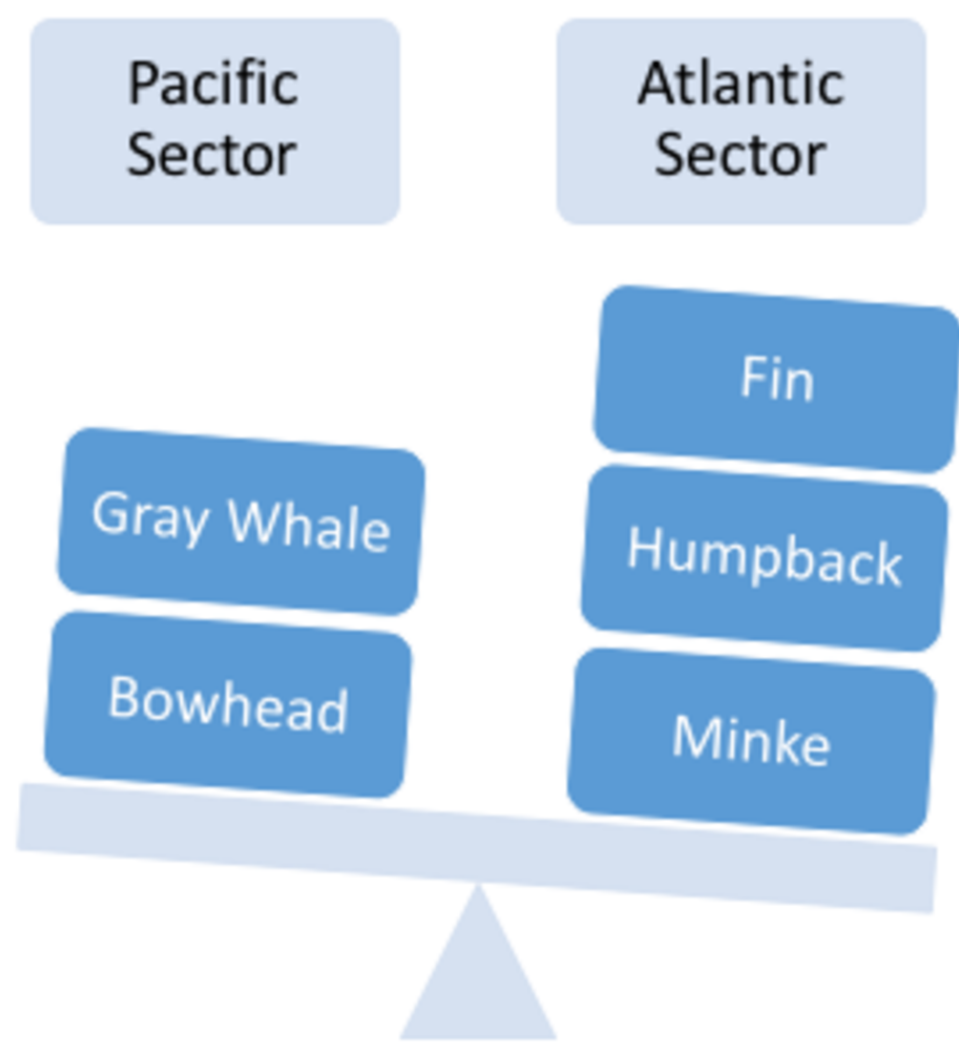 Pacific
Sector
Atlantic
Sector
Fin
Humpback
Minke
Gray Whale
Bowhead